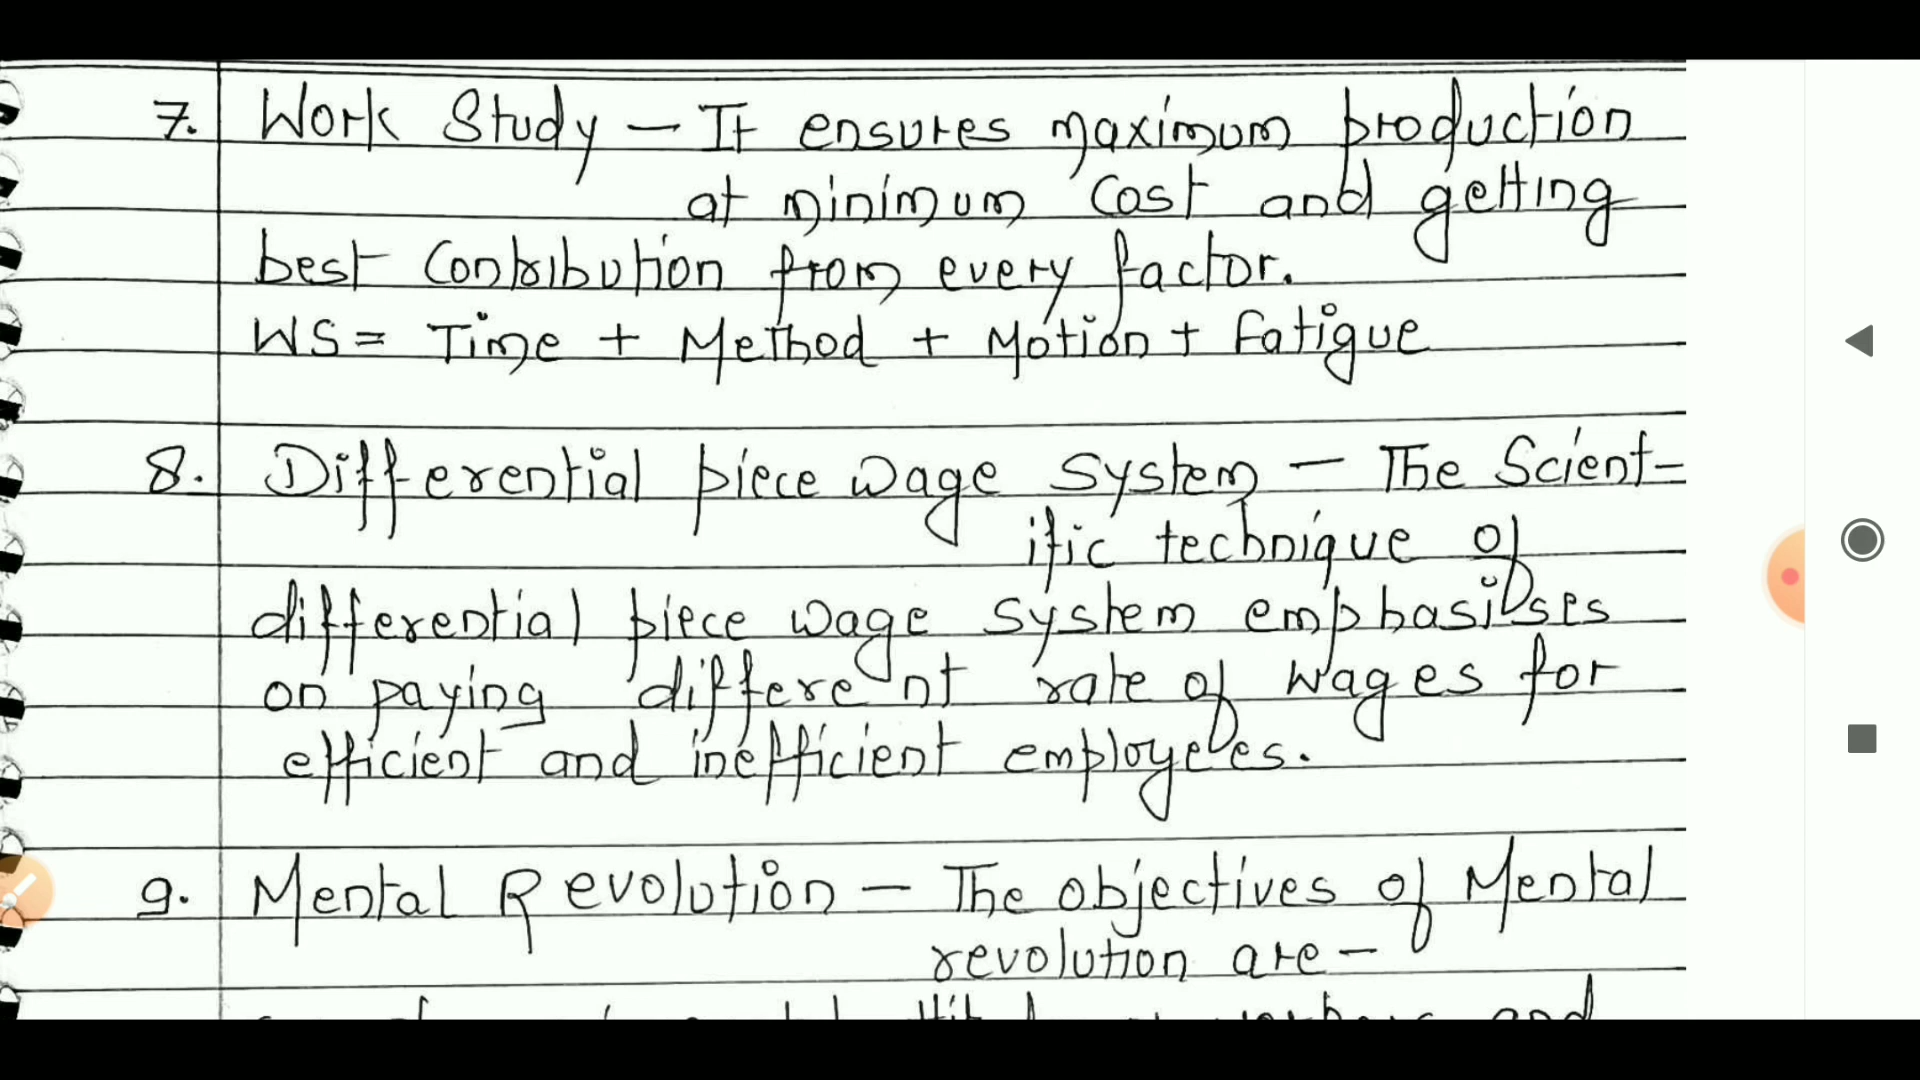 7. Work Study – It ensures maximum production
at minimum cost and getting
best contribution from every factor.
WS = Time + Method + Motion + Fatigue
8. Differential piece wage system – The Scient-
ific technique of
differential piece wage system emphasises
on paying different rate of wages for
efficient and inefficient employees.
9. Mental Revolution – The objectives of Mental
revolution are –
and